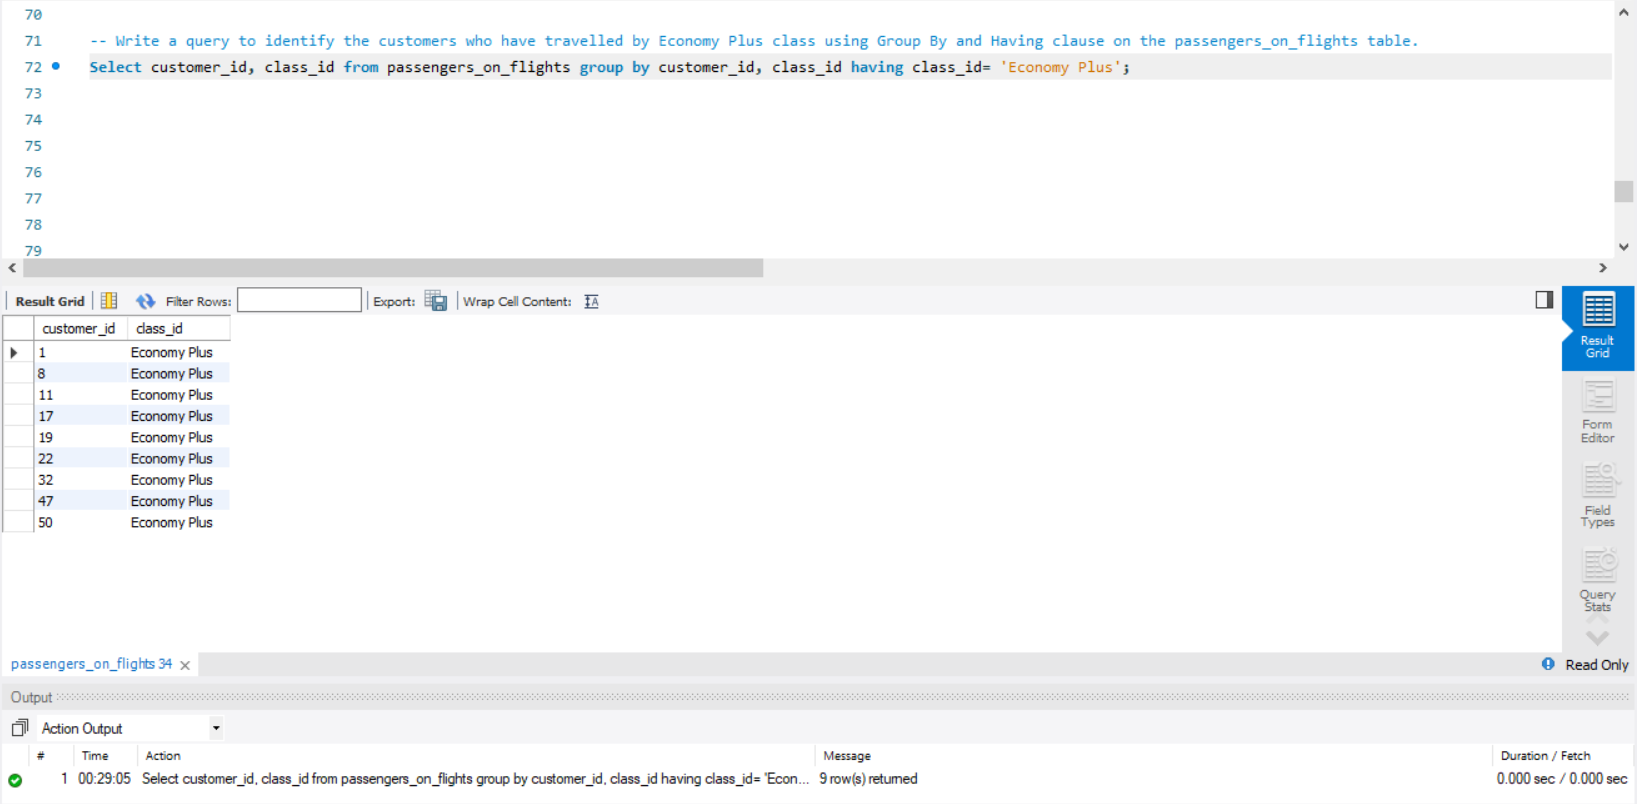 70
71 -- Write a query to identify the customers who have travelled by Economy Plus class using Group By and Having clause on the passengers_on_flights table.
72 Select customer_id, class_id from passengers_on_flights group by customer_id, class_id having class_id= 'Economy Plus';
73
74
75
76
77
78
79
Result Grid Filter Rows: Export: Wrap Cell Content:
customer_id class_id
1 Economy Plus
8 Economy Plus
11 Economy Plus
17 Economy Plus
19 Economy Plus
22 Economy Plus
32 Economy Plus
47 Economy Plus
50 Economy Plus
Result
Grid
Form
Editor
Field
Types
Query
Stats
passengers_on_flights 34
Read Only
Output
Action Output
# Time Action Message Duration / Fetch
1 00:29:05 Select customer_id, class_id from passengers_on_flights group by customer_id, class_id having class_id= 'Econ... 9 row(s) returned 0.000 sec / 0.000 sec